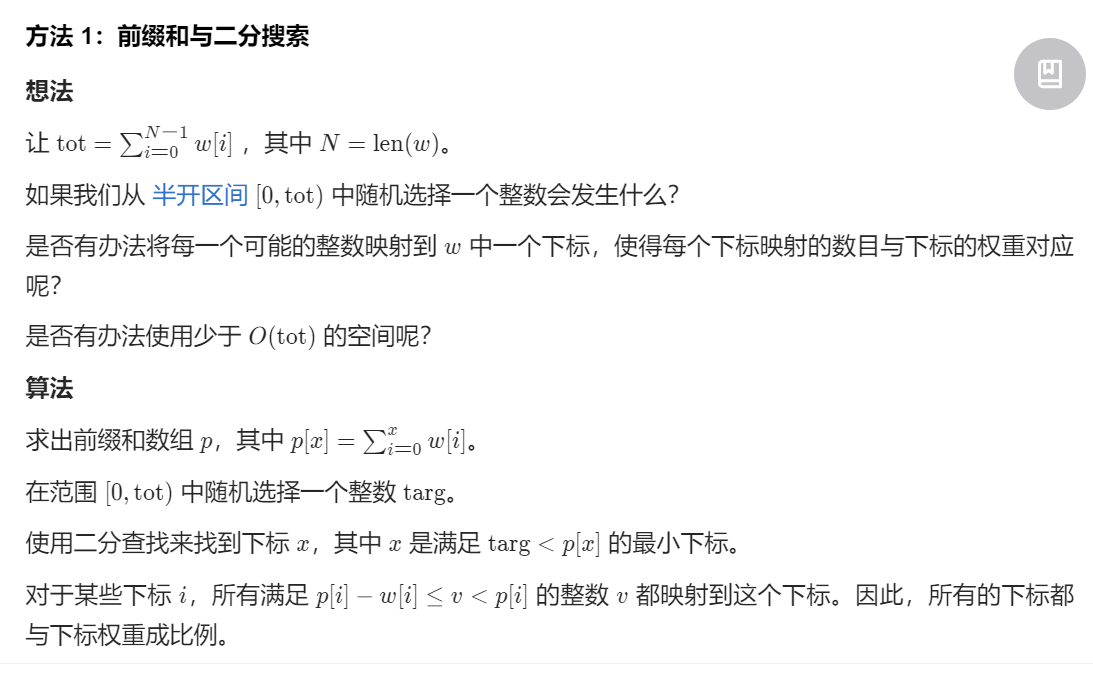 方法 1：前缀和与二分搜索
想法
让 $\text{tot} = \sum_{i=0}^{N-1} w[i]$ ，其中 $N = \text{len}(w)$。
如果我们从 半开区间 $[0, \text{tot})$ 中随机选择一个整数会发生什么？
是否有办法将每一个可能的整数映射到 $w$ 中一个下标，使得每个下标映射的数目与下标的权重对应
呢？
是否有办法使用少于 $O(\text{tot})$ 的空间呢？
算法
求出前缀和数组 $p$，其中 $p[x] = \sum_{i=0}^{x} w[i]$。
在范围 $[0, \text{tot})$ 中随机选择一个整数 $\text{targ}$。
使用二分查找来找到下标 $x$，其中 $x$ 是满足 $\text{targ} < p[x]$ 的最小下标。
对于某些下标 $i$，所有满足 $p[i] - w[i] \leq v < p[i]$ 的整数 $v$ 都映射到这个下标。因此，所有的下标都
与下标权重成比例。